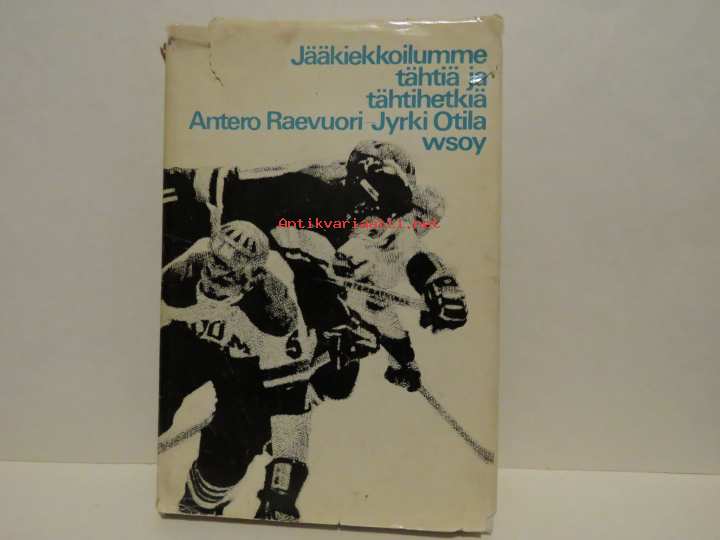 Jääkiekkoilumme
tähtiä ja
tähtihetkiä
Antero Raevuori - Jyrki Otila
wsoy
Antikvariaatti.net